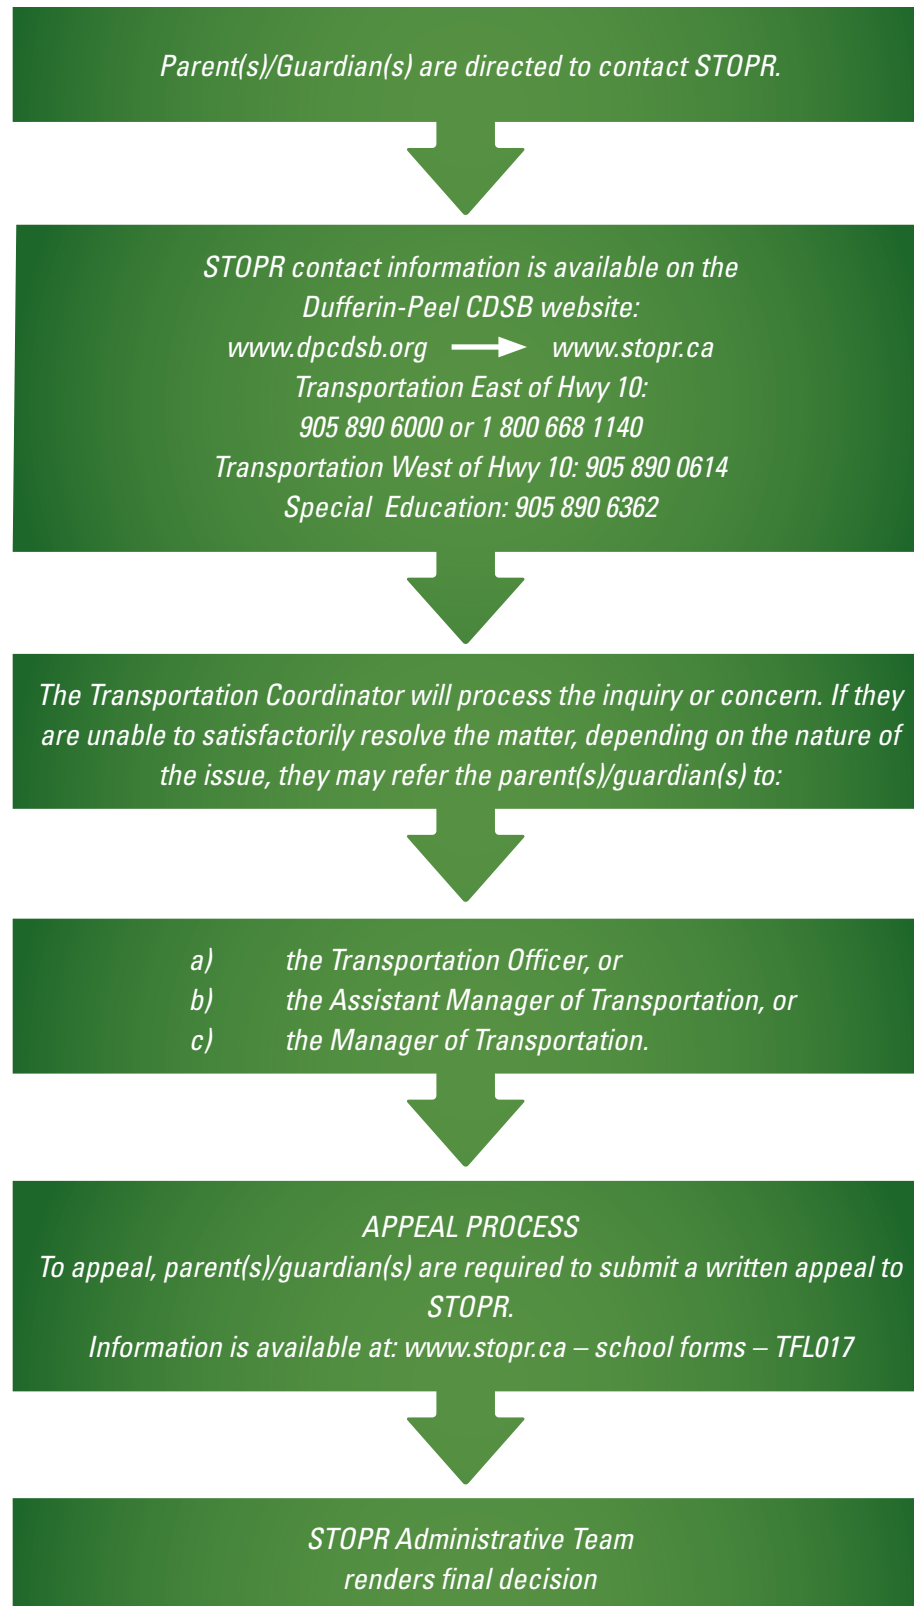 Parent(s)/Guardian(s) are directed to contact STOPR.
STOPR contact information is available on the
Dufferin-Peel CDSB website:
www.dpcdsb.org www.stopr.ca
Transportation East of Hwy 10:
905 890 6000 or 1 800 668 1140
Transportation West of Hwy 10: 905 890 0614
Special Education: 905 890 6362
The Transportation Coordinator will process the inquiry or concern. If they
are unable to satisfactorily resolve the matter, depending on the nature of
the issue, they may refer the parent(s)/guardian(s) to:
a) the Transportation Officer, or
b) the Assistant Manager of Transportation, or
c) the Manager of Transportation.
APPEAL PROCESS
To appeal, parent(s)/guardian(s) are required to submit a written appeal to
STOPR.
Information is available at: www.stopr.ca – school forms – TFL017
STOPR Administrative Team
renders final decision